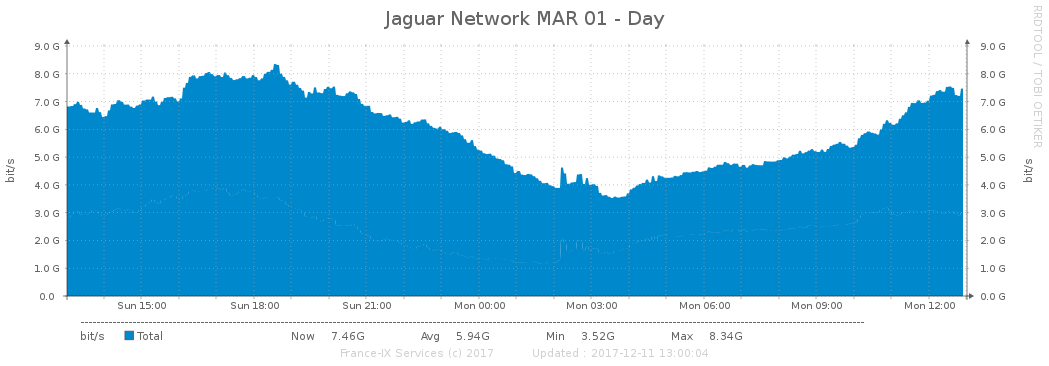 Jaguar Network MAR 01 - Day
RRDTOOL / TOBI OETIKER
9.0 G 9.0 G
8.0 G 8.0 G
7.0 G 7.0 G
6.0 G 6.0 G
5.0 G 5.0 G
4.0 G 4.0 G
3.0 G 3.0 G
2.0 G 2.0 G
1.0 G 1.0 G
0.0 0.0 G
bit/s
bit/s
Sun 15:00 Sun 18:00 Sun 21:00 Mon 00:00 Mon 03:00 Mon 06:00 Mon 09:00 Mon 12:00
bit/s Total Now 7.46G Avg 5.94G Min 3.52G Max 8.34G
France-IX Services (c) 2017 Updated : 2017-12-11 13:00:04